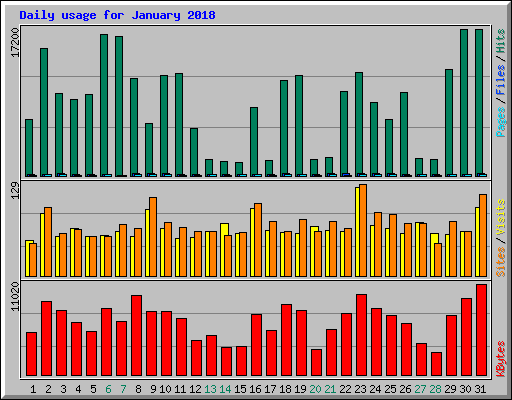 Daily usage for January 2018
17200
Pages / Files / Hits
129
Sites / Visits
11020
KBytes
1 2 3 4 5 6 7 8 9 10 11 12 13 14 15 16 17 18 19 20 21 22 23 24 25 26 27 28 29 30 31